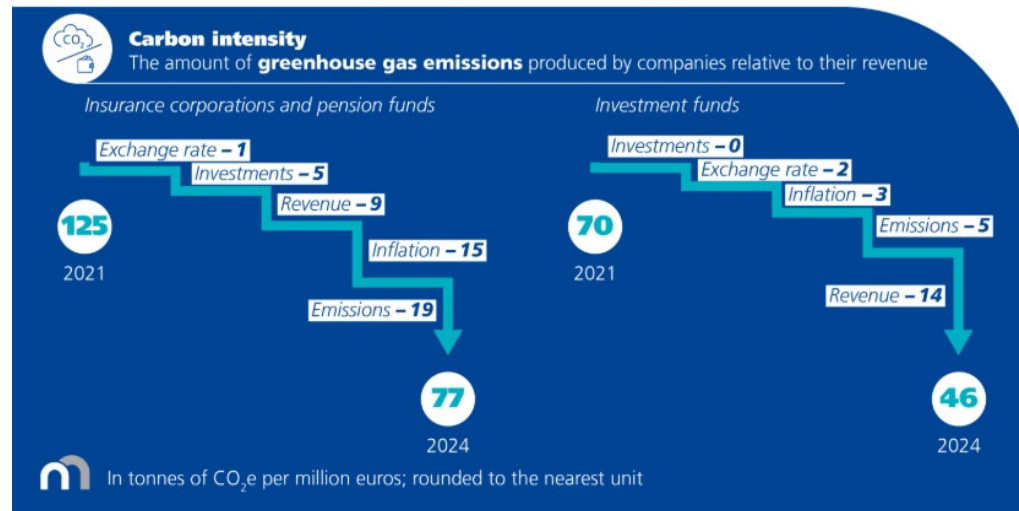 CO₂
Carbon intensity
The amount of greenhouse gas emissions produced by companies relative to their revenue
Insurance corporations and pension funds
Exchange rate – 1
Investments – 5
Revenue – 9
Inflation – 15
Emissions – 19
125
2021
77
2024
Investment funds
Investments – 0
Exchange rate – 2
Inflation – 3
Emissions – 5
Revenue – 14
70
2021
46
2024
In tonnes of CO₂e per million euros; rounded to the nearest unit